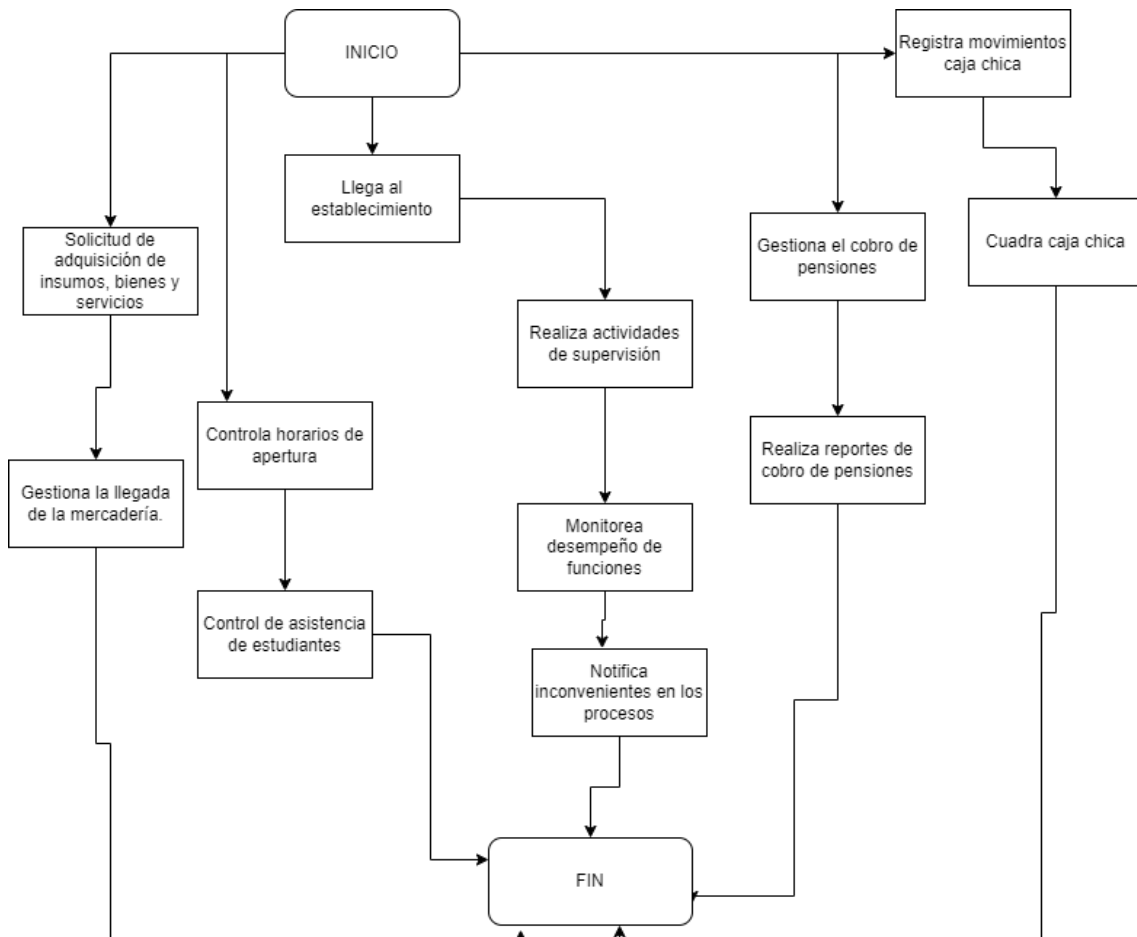 INICIO
Registra movimientos
caja chica
Llega al
establecimiento
Solicitud de
adquisición de
insumos, bienes y
servicios
Gestiona el cobro de
pensiones
Cuadra caja chica
Realiza actividades
de supervisión
Controla horarios de
apertura
Realiza reportes de
cobro de pensiones
Gestiona la llegada
de la mercadería.
Monitorea
desempeño de
funciones
Control de asistencia
de estudiantes
Notifica
inconvenientes en los
procesos
FIN